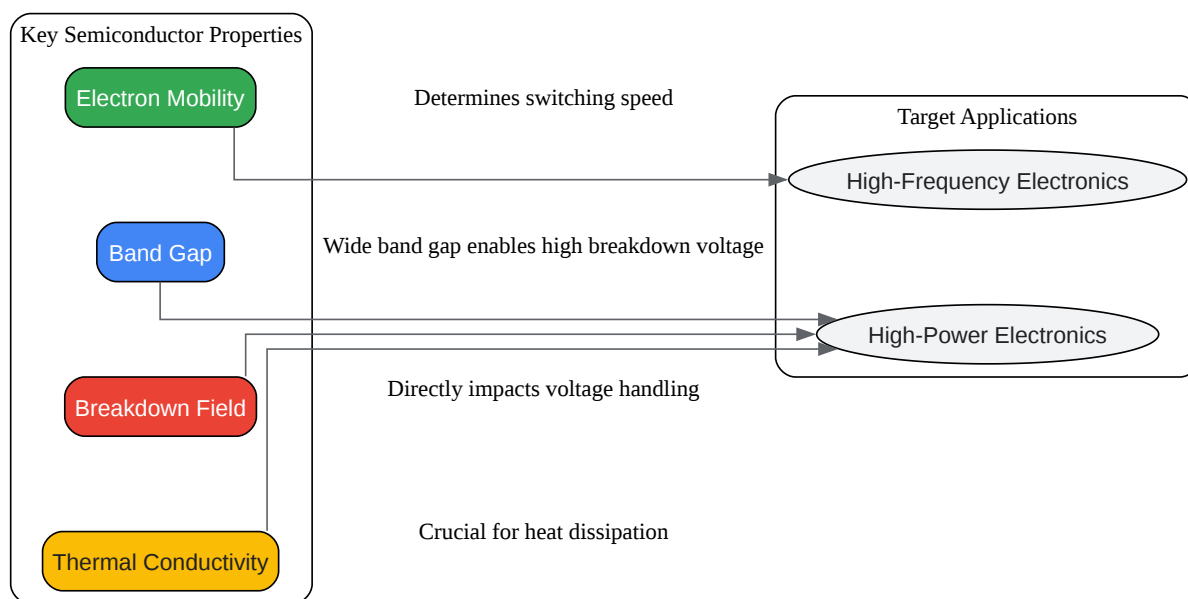 Key Semiconductor Properties
Electron Mobility
Determines switching speed
Target Applications
High-Frequency Electronics
Band Gap
Wide band gap enables high breakdown voltage
High-Power Electronics
Breakdown Field
Directly impacts voltage handling
Thermal Conductivity
Crucial for heat dissipation